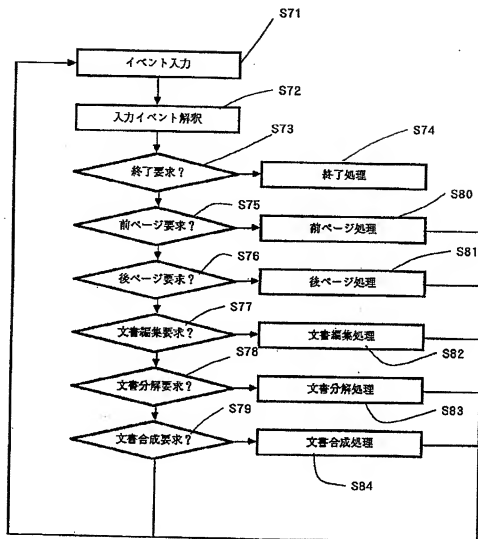 S71
イベント入力
S72
入力イベント解釈
S73
S74
終了要求？
終了処理
S75
S80
前ページ要求？
前ページ処理
S76
S81
後ページ要求？
後ページ処理
S77
文書編集要求？
文書編集処理
S78
S82
文書分解要求？
文書分解処理
S79
S83
文書合成要求？
文書合成処理
S84